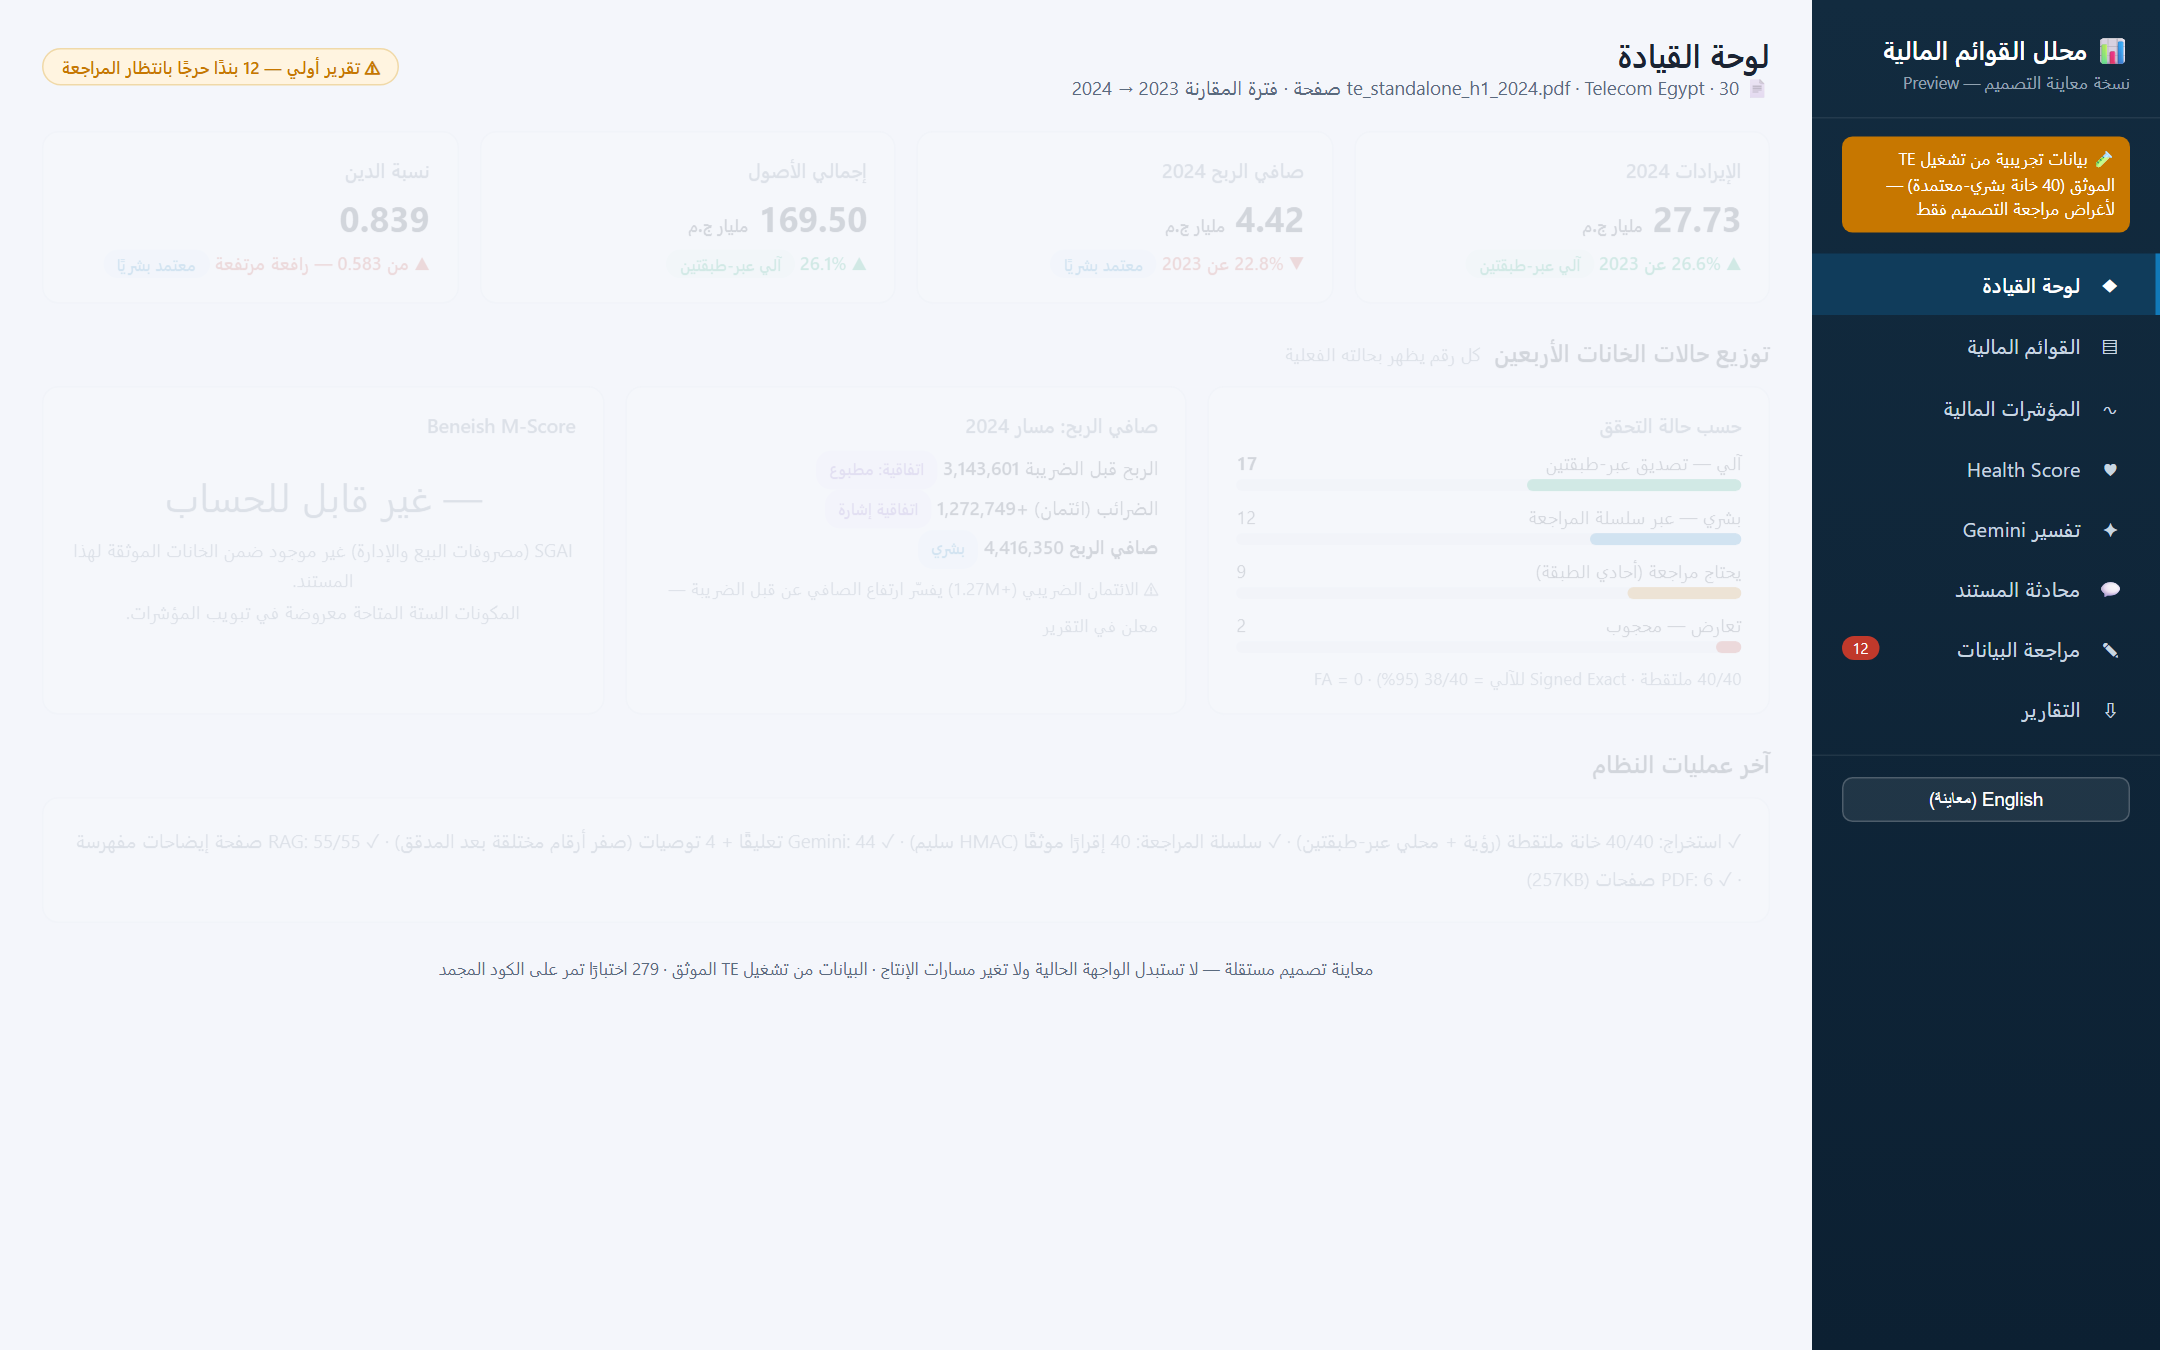 محلل القوائم المالية
نسخة معاينة التصميم — Preview
بيانات تجريبية من تشغيل TE
الموثق (40 خانة بشري-معتمدة) —
لأغراض مراجعة التصميم فقط
لوحة القيادة
القوائم المالية
المؤشرات المالية
Health Score
تفسير Gemini
محادثة المستند
مراجعة البيانات 12
التقارير
English (معاينة)
لوحة القيادة
te_standalone_h1_2024.pdf · Telecom Egypt · 30 صفحة · فترة المقارنة 2023 → 2024
⚠ تقرير أولي — 12 بندًا حرجًا بانتظار المراجعة
الإيرادات 2024
27.73 مليار ج.م
▲ 26.6% عن 2023 آلي عبر-طبقتين
صافي الربح 2024
4.42 مليار ج.م
▼ 22.8% عن 2023 معتمد بشريًا
إجمالي الأصول
169.50 مليار ج.م
▲ 26.1% آلي عبر-طبقتين
نسبة الدين
0.839
▲ من 0.583 — رافعة مرتفعة معتمد بشريًا
توزيع حالات الخانات الأربعين كل رقم يظهر بحالته الفعلية
حسب حالة التحقق
آلي — تصديق عبر-طبقتين 17
بشري — عبر سلسلة المراجعة 12
يحتاج مراجعة (أحادي الطبقة) 9
تعارض — محجوب 2
40/40 ملتقطة · Signed Exact للآلي = 38/40 (95%) · FA = 0
صافي الربح: مسار 2024
الربح قبل الضريبة 3,143,601 اتفاقية: مطبوع
الضرائب (ائتمان) +1,272,749 اتفاقية إشارة
صافي الربح 4,416,350 بشري
⚠ الائتمان الضريبي (+1.27M) يفسّر ارتفاع الصافي عن قبل الضريبة —
معلن في التقرير
Beneish M-Score
— غير قابل للحساب
SGAI (مصروفات البيع والإدارة) غير موجود ضمن الخانات الموثقة لهذا
المستند.
المكونات الستة المتاحة معروضة في تبويب المؤشرات.
آخر عمليات النظام
✓ استخراج: 40/40 خانة ملتقطة (رؤية + محلي عبر-طبقتين) · ✓ سلسلة المراجعة: 40 إقرارًا موثقًا (HMAC سليم) · ✓ Gemini: 44 تعليقًا + 4 توصيات (صفر أرقام مختلقة بعد المدقق) · ✓ RAG: 55/55 صفحة إيضاحات مفهرسة
· ✓ PDF: 6 صفحات (257KB)
معاينة تصميم مستقلة — لا تستبدل الواجهة الحالية ولا تغير مسارات الإنتاج · البيانات من تشغيل TE الموثق · 279 اختبارًا تمر على الكود المجمد